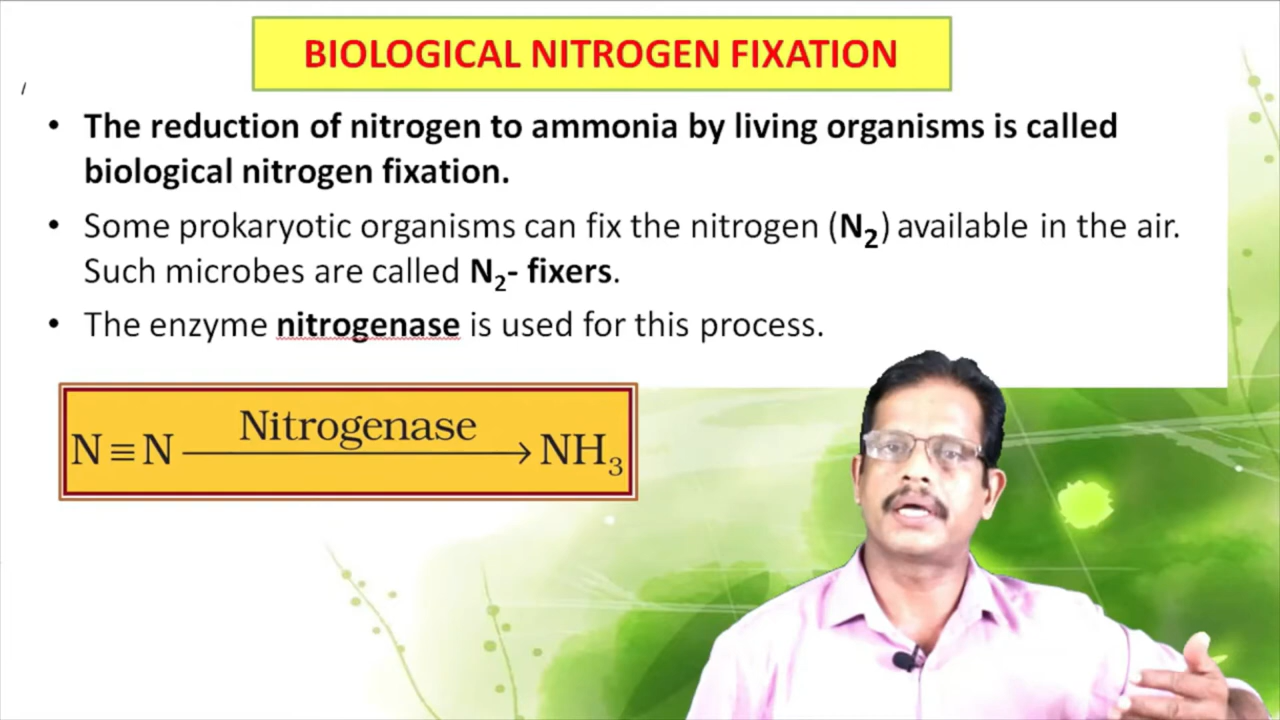 BIOLOGICAL NITROGEN FIXATION
• The reduction of nitrogen to ammonia by living organisms is called
biological nitrogen fixation.
• Some prokaryotic organisms can fix the nitrogen (N₂) available in the air.
Such microbes are called N₂- fixers.
• The enzyme nitrogenase is used for this process.
Nitrogenase
N≡N → NH₃